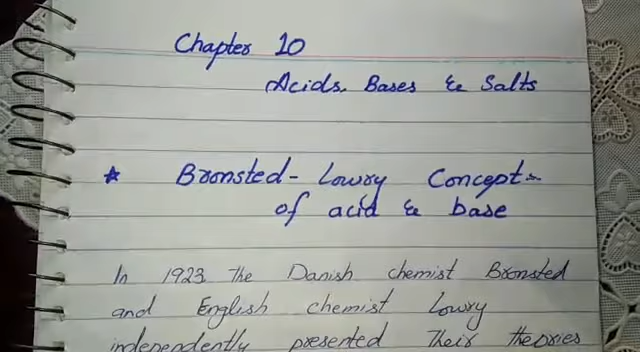 Chapter 10
Acids, Bases & Salts
* Bronsted - Lowry Concept :-
of acid & base
In 1923 the Danish chemist Bronsted
and English chemist Lowry
independently presented their theories